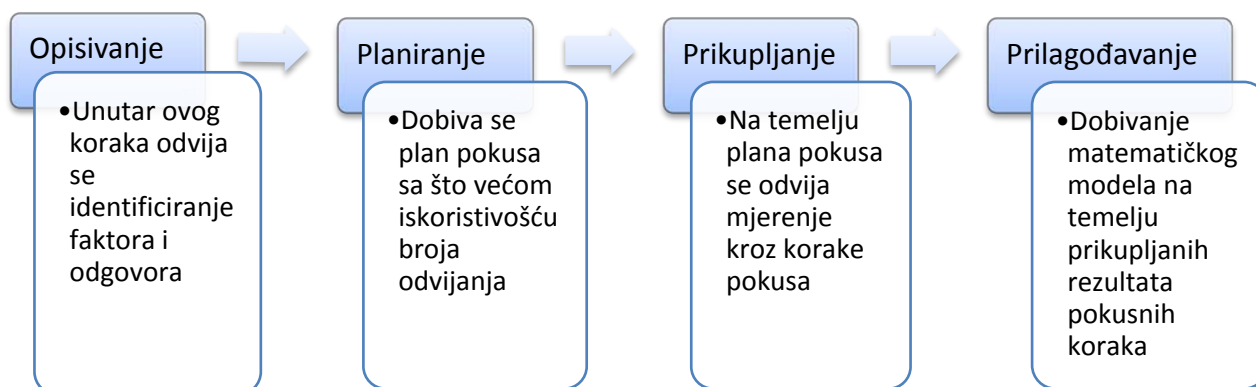 Opisivanje
•Unutar ovog
koraka odvija
se
identificiranje
faktora i
odgovora
Planiranje
•Dobiva se
plan pokusa
sa što većom
iskoristivošću
broja
odvijanja
Prikupljanje
•Na temelju
plana pokusa
se odvija
mjerenje
kroz korake
pokusa
Prilagođavanje
•Dobivanje
matematičkog
modela na
temelju
prikupljanih
rezultata
pokusnih
koraka